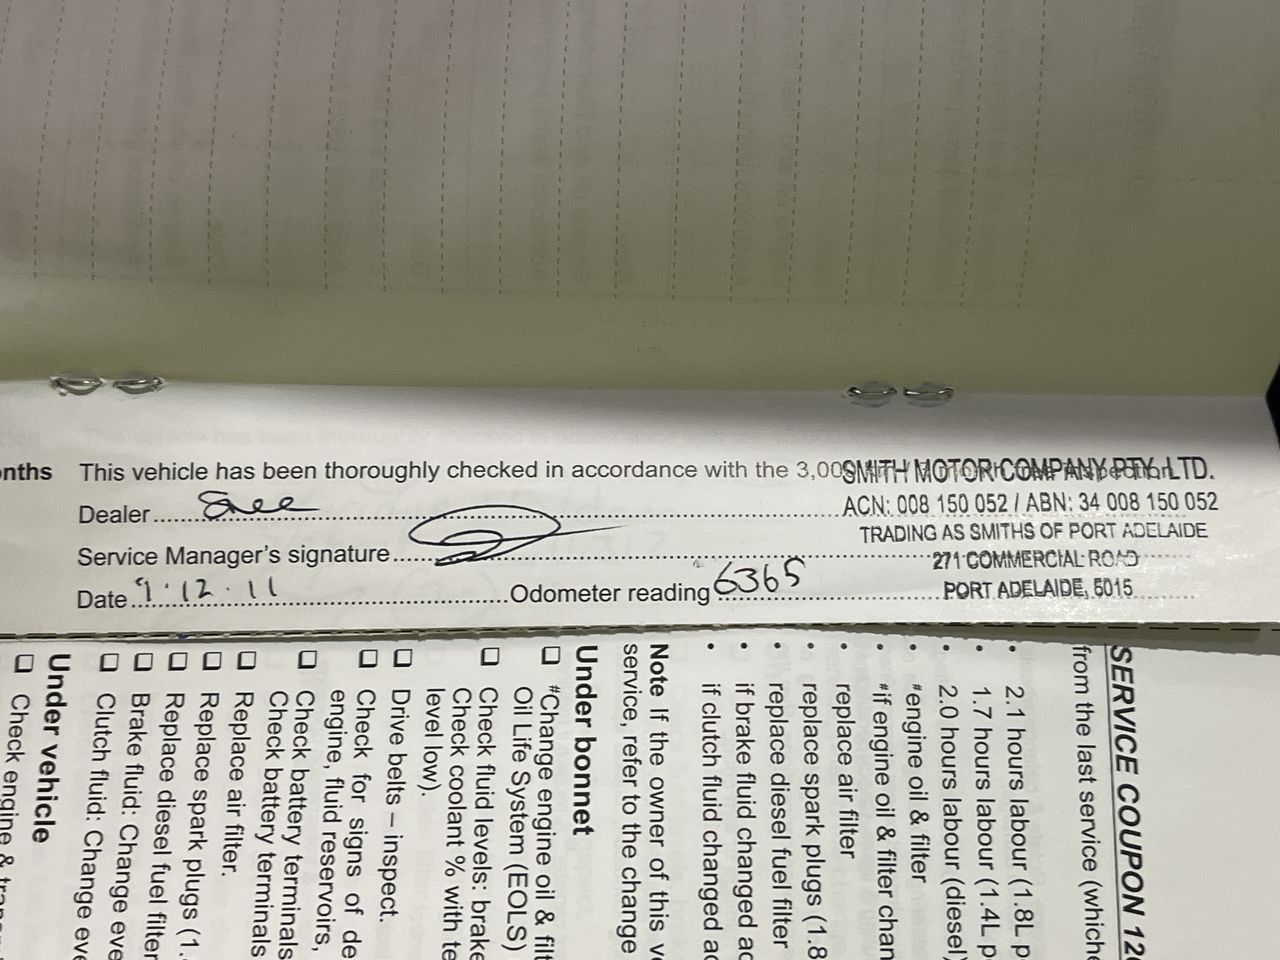 nths This vehicle has been thoroughly checked in accordance with the 3,00
SMITH MOTOR COMPANY PTY. LTD.
ACN: 008 150 052 / ABN: 34 008 150 052
TRADING AS SMITHS OF PORT ADELAIDE
271 COMMERCIAL ROAD
PORT ADELAIDE, 5015
Dealer
Service Manager's signature
Date 9.12.11 Odometer reading 6365
SERVICE COUPON 12
from the last service (which
• 2.1 hours labour (1.8L p
• 1.7 hours labour (1.4L p
• 2.0 hours labour (diesel)
• #engine oil & filter
• #if engine oil & filter chan
• replace air filter
• replace spark plugs (1.8
• replace diesel fuel filter
• if brake fluid changed ac
• if clutch fluid changed ac
Note If the owner of this v
service, refer to the change
Under bonnet
☐ #Change engine oil & filt
Oil Life System (EOLS)
☐ Check fluid levels: brake
Check coolant % with te
level low).
☐ Drive belts – inspect.
☐ Check for signs of de
engine, fluid reservoirs,
☐ Check battery terminals
Check battery terminals
☐ Replace air filter.
☐ Replace spark plugs (1.
☐ Replace diesel fuel filter
☐ Brake fluid: Change eve
☐ Clutch fluid: Change eve
Under vehicle
☐ Check engine & tran